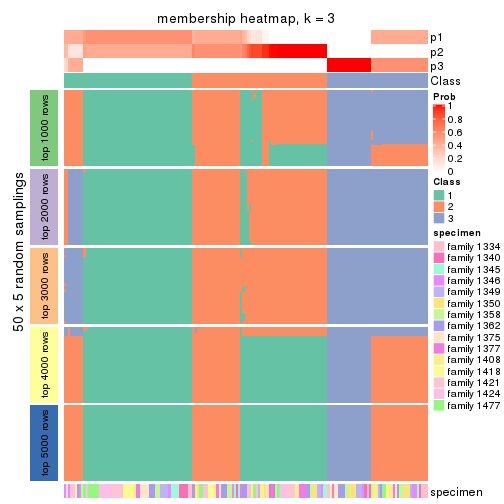 membership heatmap, k = 3
p1
p2
p3
Class
Prob
1
0.8
0.6
0.4
0.2
0
Class
1
2
3
specimen
family 1334
family 1340
family 1345
family 1346
family 1349
family 1350
family 1358
family 1362
family 1375
family 1377
family 1408
family 1418
family 1421
family 1424
family 1477
50 x 5 random samplings
top 1000 rows
top 2000 rows
top 3000 rows
top 4000 rows
top 5000 rows
specimen